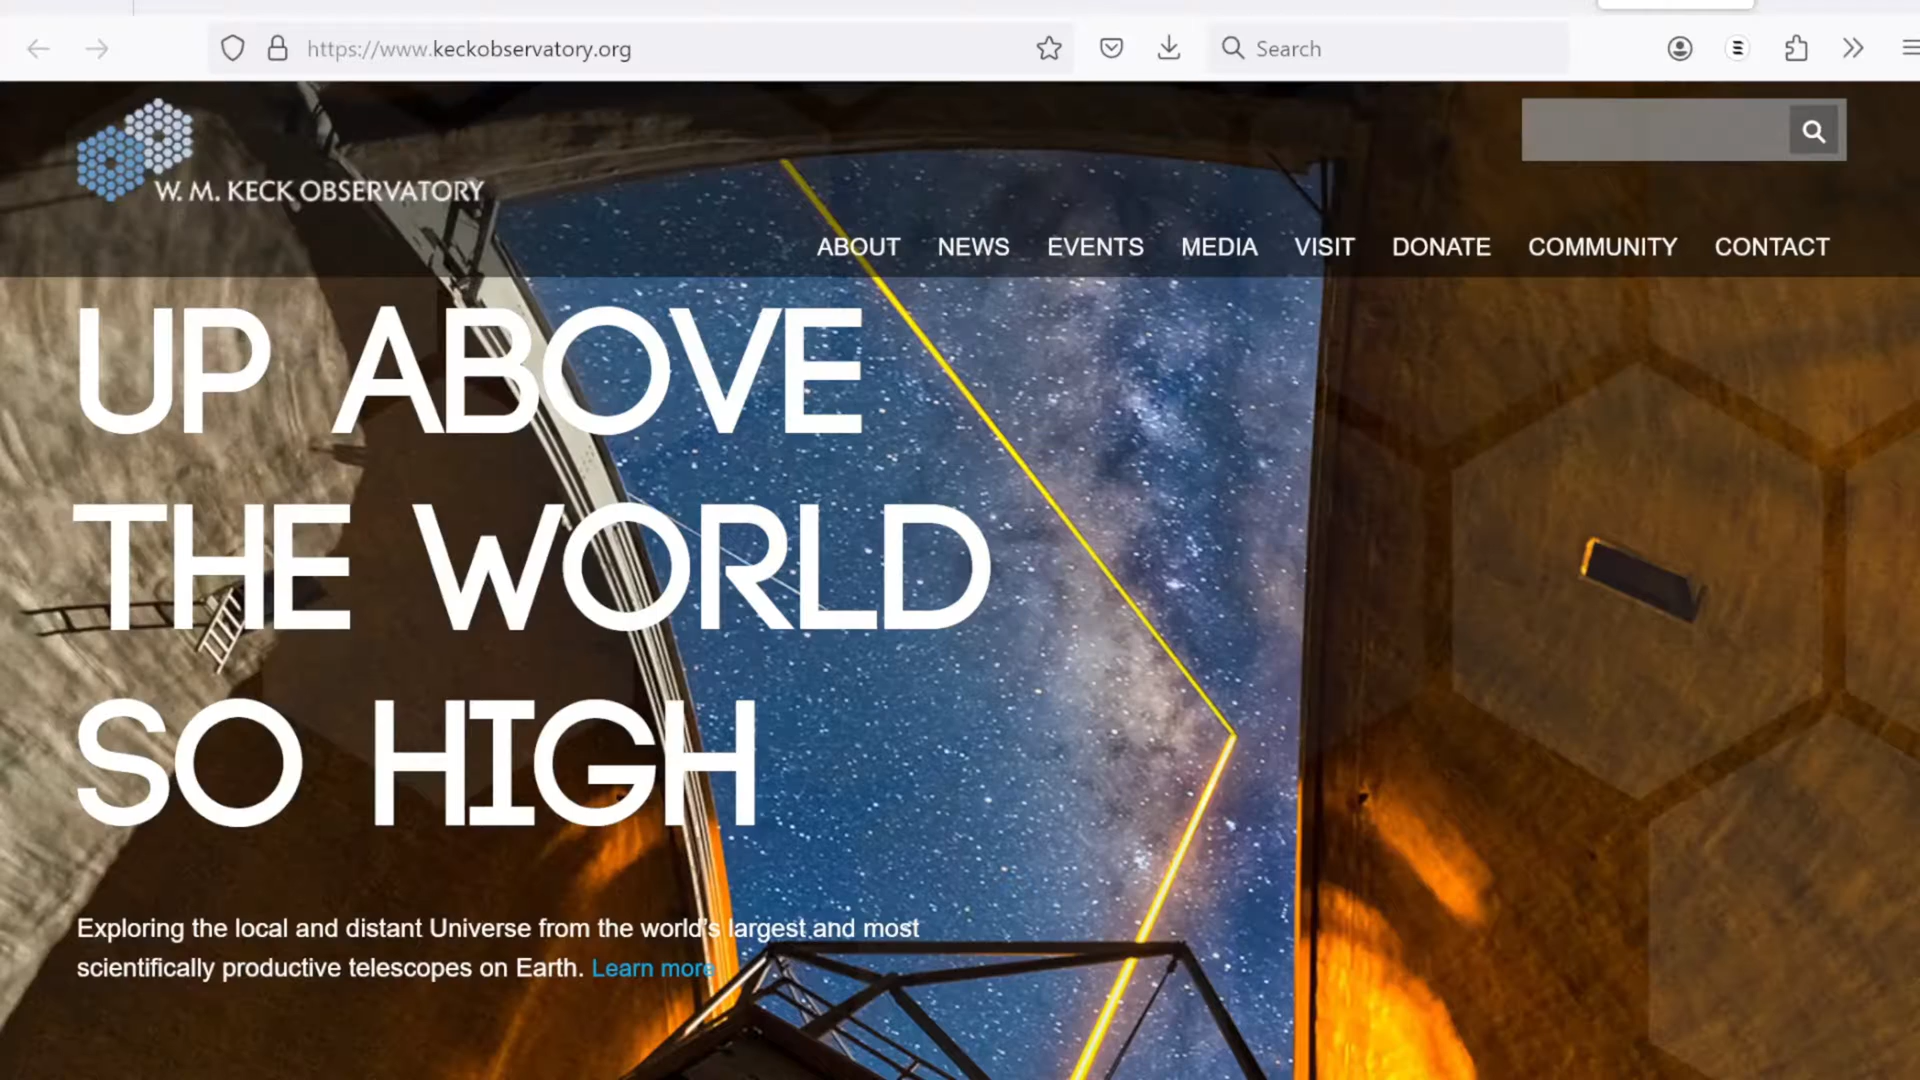 https://www.keckobservatory.org
Search
W. M. KECK OBSERVATORY
ABOUT NEWS EVENTS MEDIA VISIT DONATE COMMUNITY CONTACT
UP ABOVE
THE WORLD
SO HIGH
Exploring the local and distant Universe from the world's largest and most
scientifically productive telescopes on Earth. Learn more